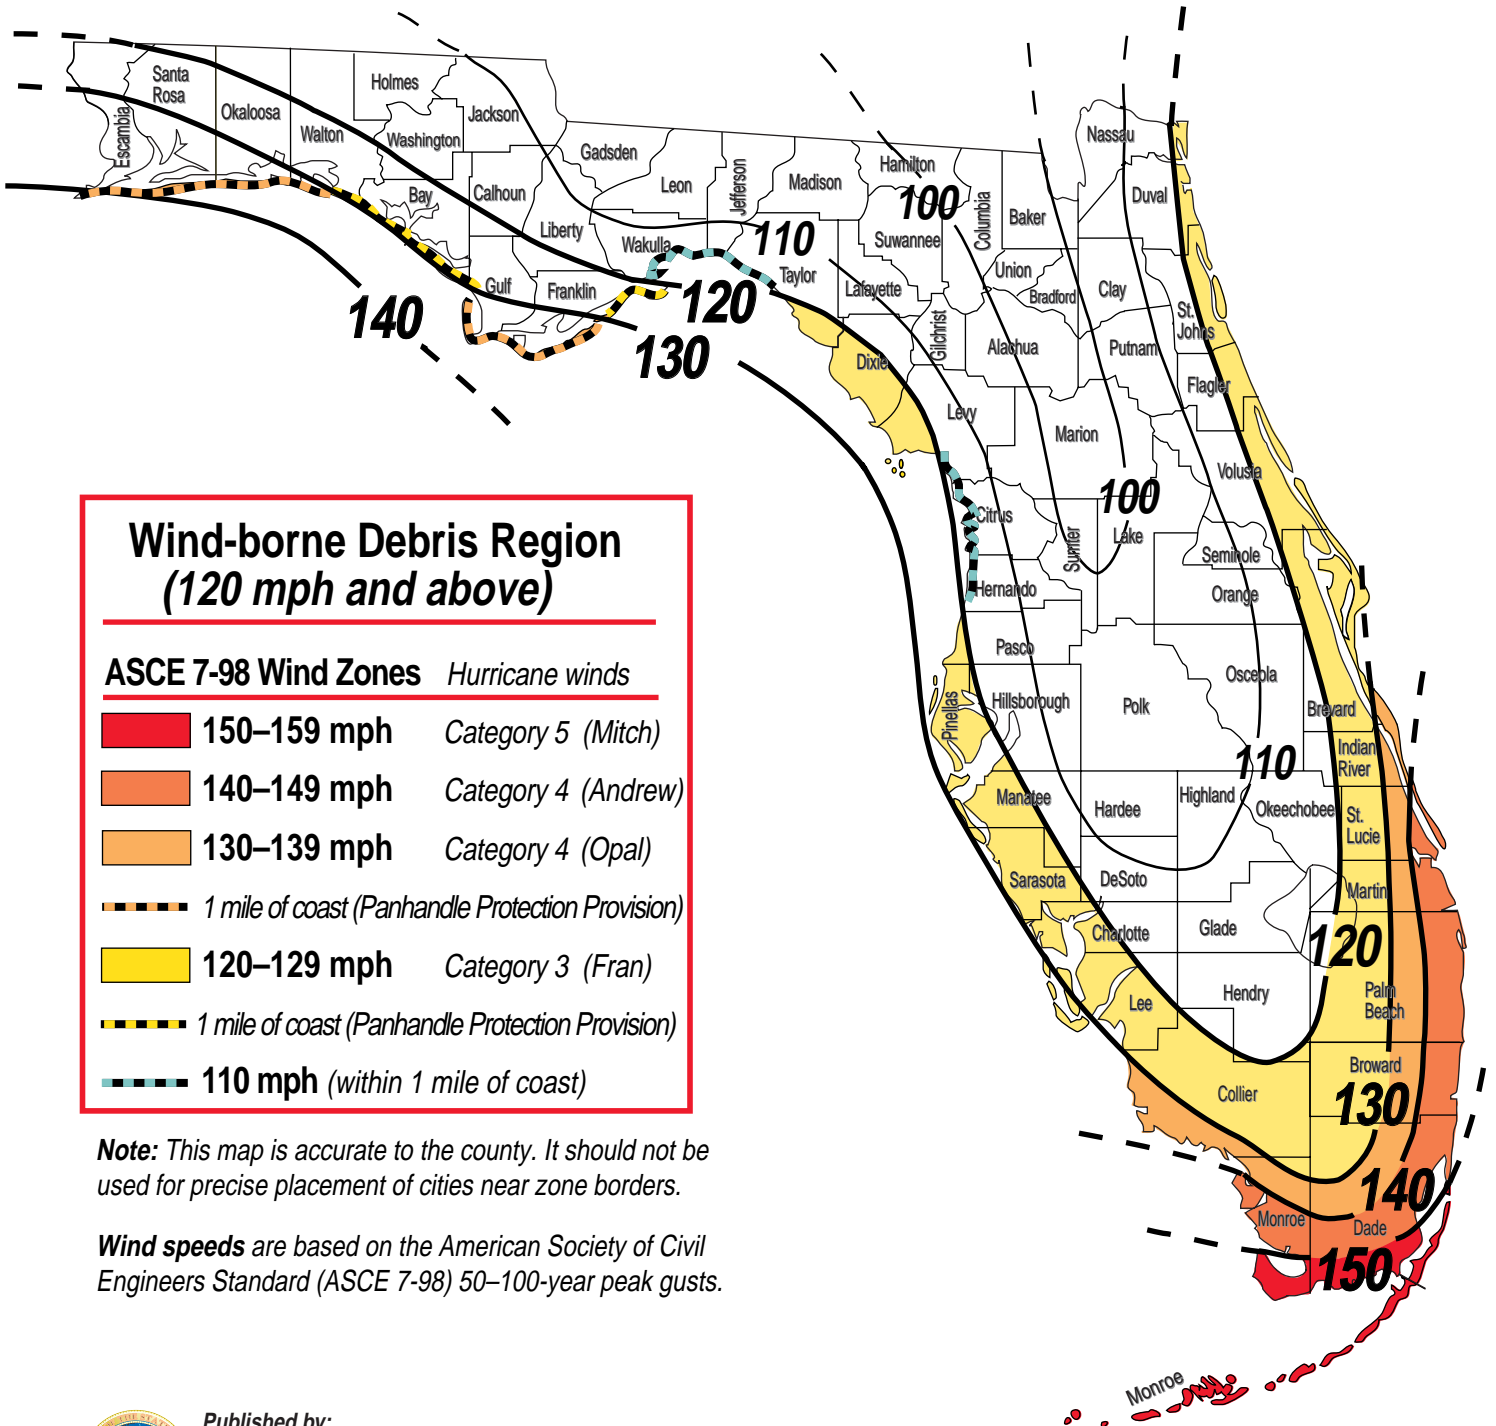 Santa
Rosa
Escambia
Okaloosa
Walton
Holmes
Washington
Jackson
Bay
Calhoun
Gulf
Liberty
Franklin
Gadsden
Leon
Wakulla
Jefferson
Madison
Taylor
Hamilton
Suwannee
Lafayette
Columbia
Dixie
Gilchrist
Baker
Union
Bradford
Alachua
Levy
Nassau
Duval
Clay
St.
Johns
Putnam
Flagler
Marion
Volusia
Citrus
Sumter
Lake
Hernando
Seminole
Orange
Pasco
Pinellas
Hillsborough
Polk
Osceola
Brevard
Indian
River
Manatee
Hardee
Highland
Okeechobee
St.
Lucie
Sarasota
DeSoto
Martin
Charlotte
Glade
Lee
Hendry
Palm
Beach
Collier
Broward
Monroe
Dade
Monroe
140
130
120
110
100
100
110
120
130
140
150
Wind-borne Debris Region
(120 mph and above)
ASCE 7-98 Wind Zones Hurricane winds
150–159 mph Category 5 (Mitch)
140–149 mph Category 4 (Andrew)
130–139 mph Category 4 (Opal)
1 mile of coast (Panhandle Protection Provision)
120–129 mph Category 3 (Fran)
1 mile of coast (Panhandle Protection Provision)
110 mph (within 1 mile of coast)
Note: This map is accurate to the county. It should not be
used for precise placement of cities near zone borders.
Wind speeds are based on the American Society of Civil
Engineers Standard (ASCE 7-98) 50–100-year peak gusts.
Published by:
THE STATE